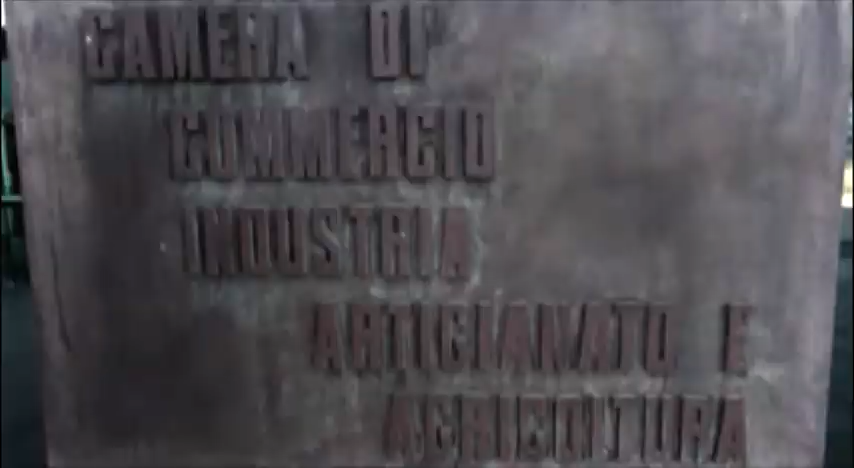 CAMERA DI
COMMERCIO
INDUSTRIA
ARTIGIANATO E
AGRICOLTURA